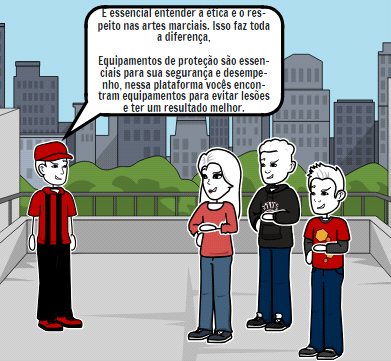 É essencial entender a ética e o res-
peito nas artes marciais. Isso faz toda
a diferença,
Equipamentos de proteção são essen-
ciais para sua segurança e desempe-
nho, nessa plataforma vocês encon-
tram equipamentos para evitar lesões
e ter um resultado melhor.